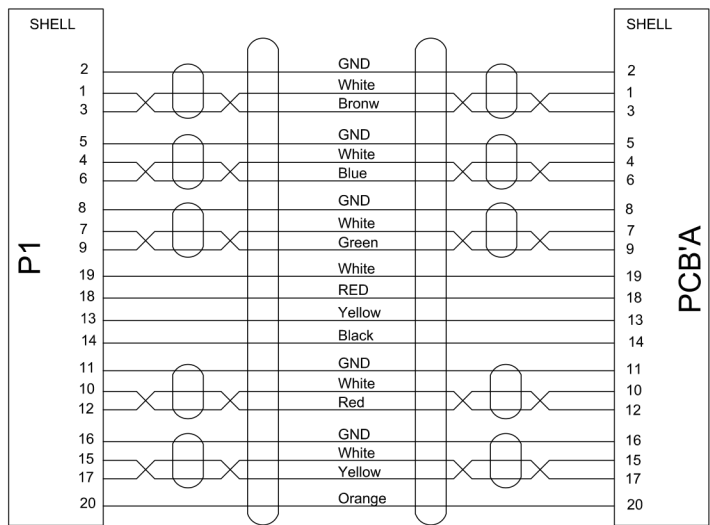 SHELL SHELL
2 GND 2
1 White 1
3 Bronw 3
5 GND 5
4 White 4
6 Blue 6
8 GND 8
7 White 7
9 Green 9
P1
PCB'A
19 White 19
18 RED 18
13 Yellow 13
14 Black 14
11 GND 11
10 White 10
12 Red 12
16 GND 16
15 White 15
17 Yellow 17
20 Orange 20